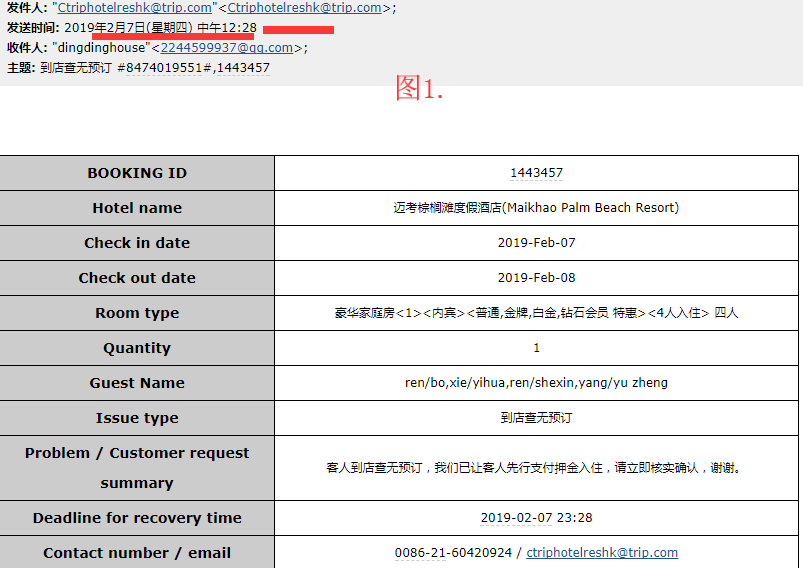 发件人: "Ctriphotelreshk@trip.com"<Ctriphotelreshk@trip.com>;
发送时间: 2019年2月7日(星期四) 中午12:28
收件人: "dingdinghouse"<2244599937@qq.com>;
主题: 到店查无预订 #8474019551#,1443457
图1.
BOOKING ID 1443457
Hotel name 迈考棕榈滩度假酒店(Maikhao Palm Beach Resort)
Check in date 2019-Feb-07
Check out date 2019-Feb-08
Room type 豪华家庭房<1><内宾><普通,金牌,白金,钻石会员 特惠><4人入住> 四人
Quantity 1
Guest Name ren/bo,xie/yihua,ren/shexin,yang/yu zheng
Issue type 到店查无预订
Problem / Customer request
summary
客人到店查无预订，我们已让客人先行支付押金入住，请立即核实确认，谢谢。
Deadline for recovery time 2019-02-07 23:28
Contact number / email 0086-21-60420924 / ctriphotelreshk@trip.com